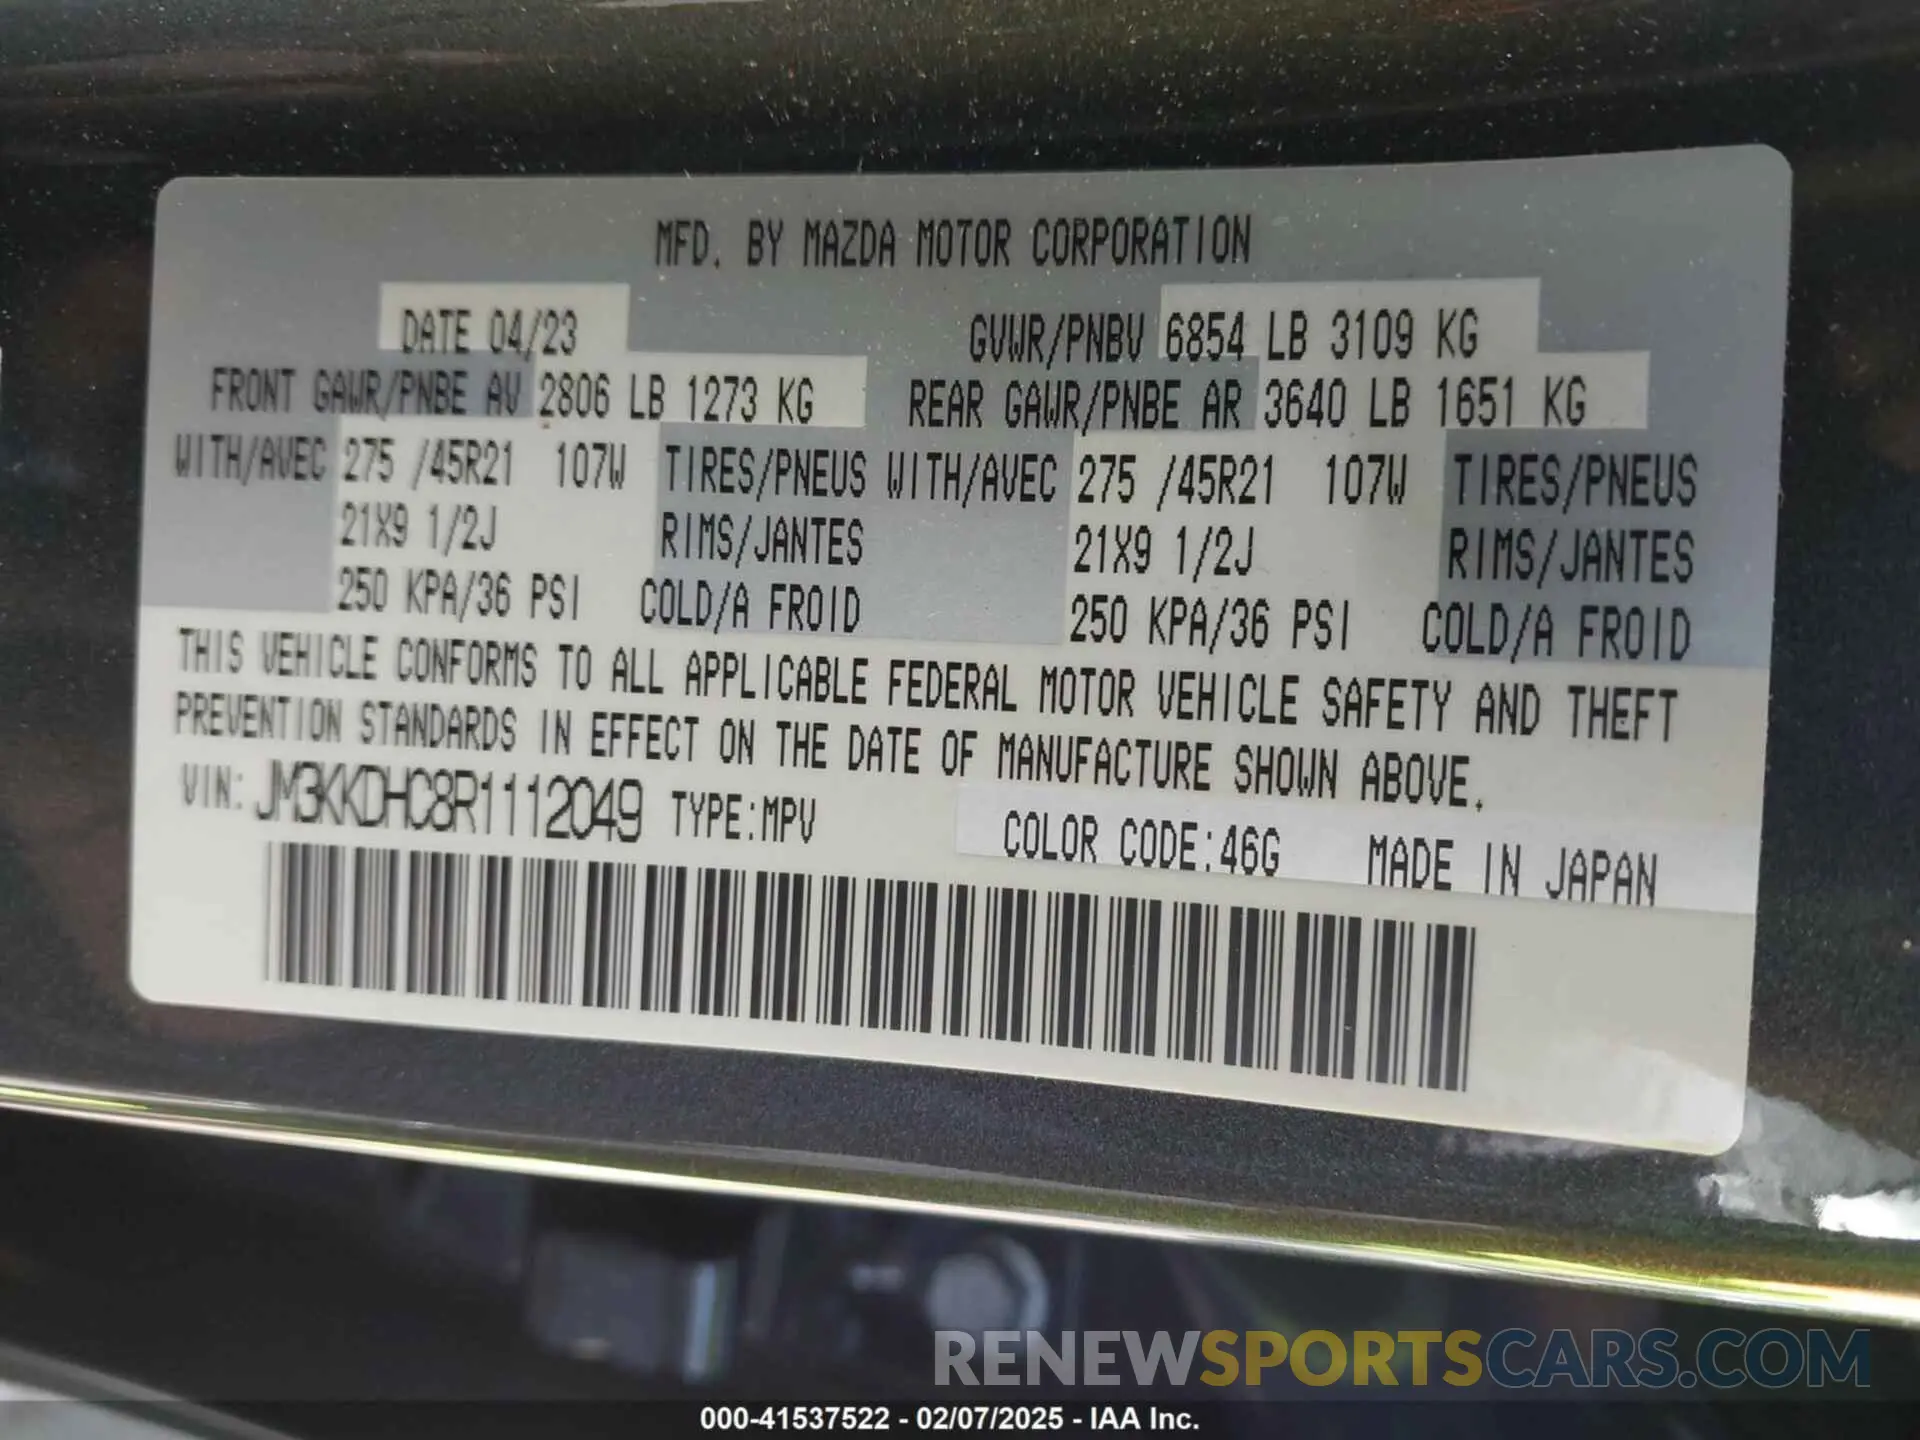 MFD. BY MAZDA MOTOR CORPORATION
DATE 04/23 GVWR/PNBV 6854 LB 3109 KG
FRONT GAWR/PNBE AV 2806 LB 1273 KG REAR GAWR/PNBE AR 3640 LB 1651 KG
WITH/AVEC 275 /45R21 107W TIRES/PNEUS WITH/AVEC 275 /45R21 107W TIRES/PNEUS
21X9 1/2J RIMS/JANTES 21X9 1/2J RIMS/JANTES
250 KPA/36 PSI COLD/A FROID 250 KPA/36 PSI COLD/A FROID
THIS VEHICLE CONFORMS TO ALL APPLICABLE FEDERAL MOTOR VEHICLE SAFETY AND THEFT
PREVENTION STANDARDS IN EFFECT ON THE DATE OF MANUFACTURE SHOWN ABOVE.
VIN: JM3KKDHC8R1112049 TYPE:MPV COLOR CODE:46G MADE IN JAPAN
RENEWSPORTSCARS.COM
000-41537522 - 02/07/2025 - IAA Inc.